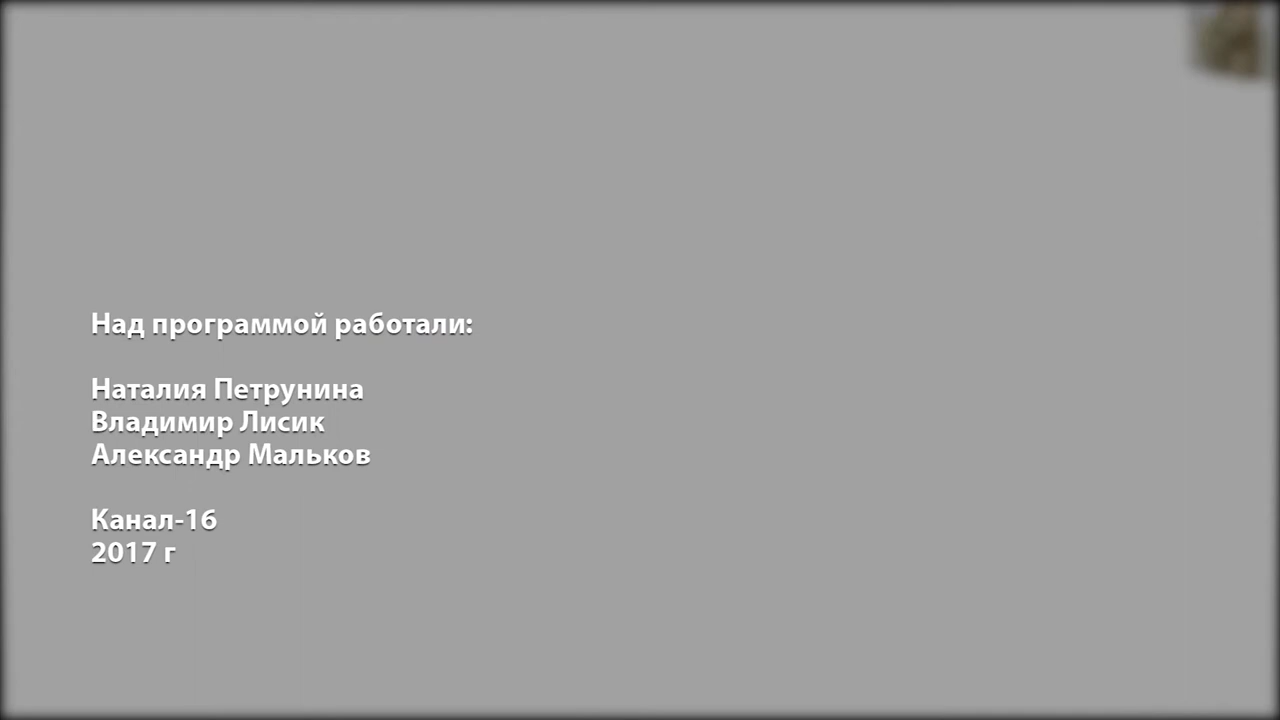 Над программой работали:
Наталия Петрунина
Владимир Лисик
Александр Мальков
Канал-16
2017 г